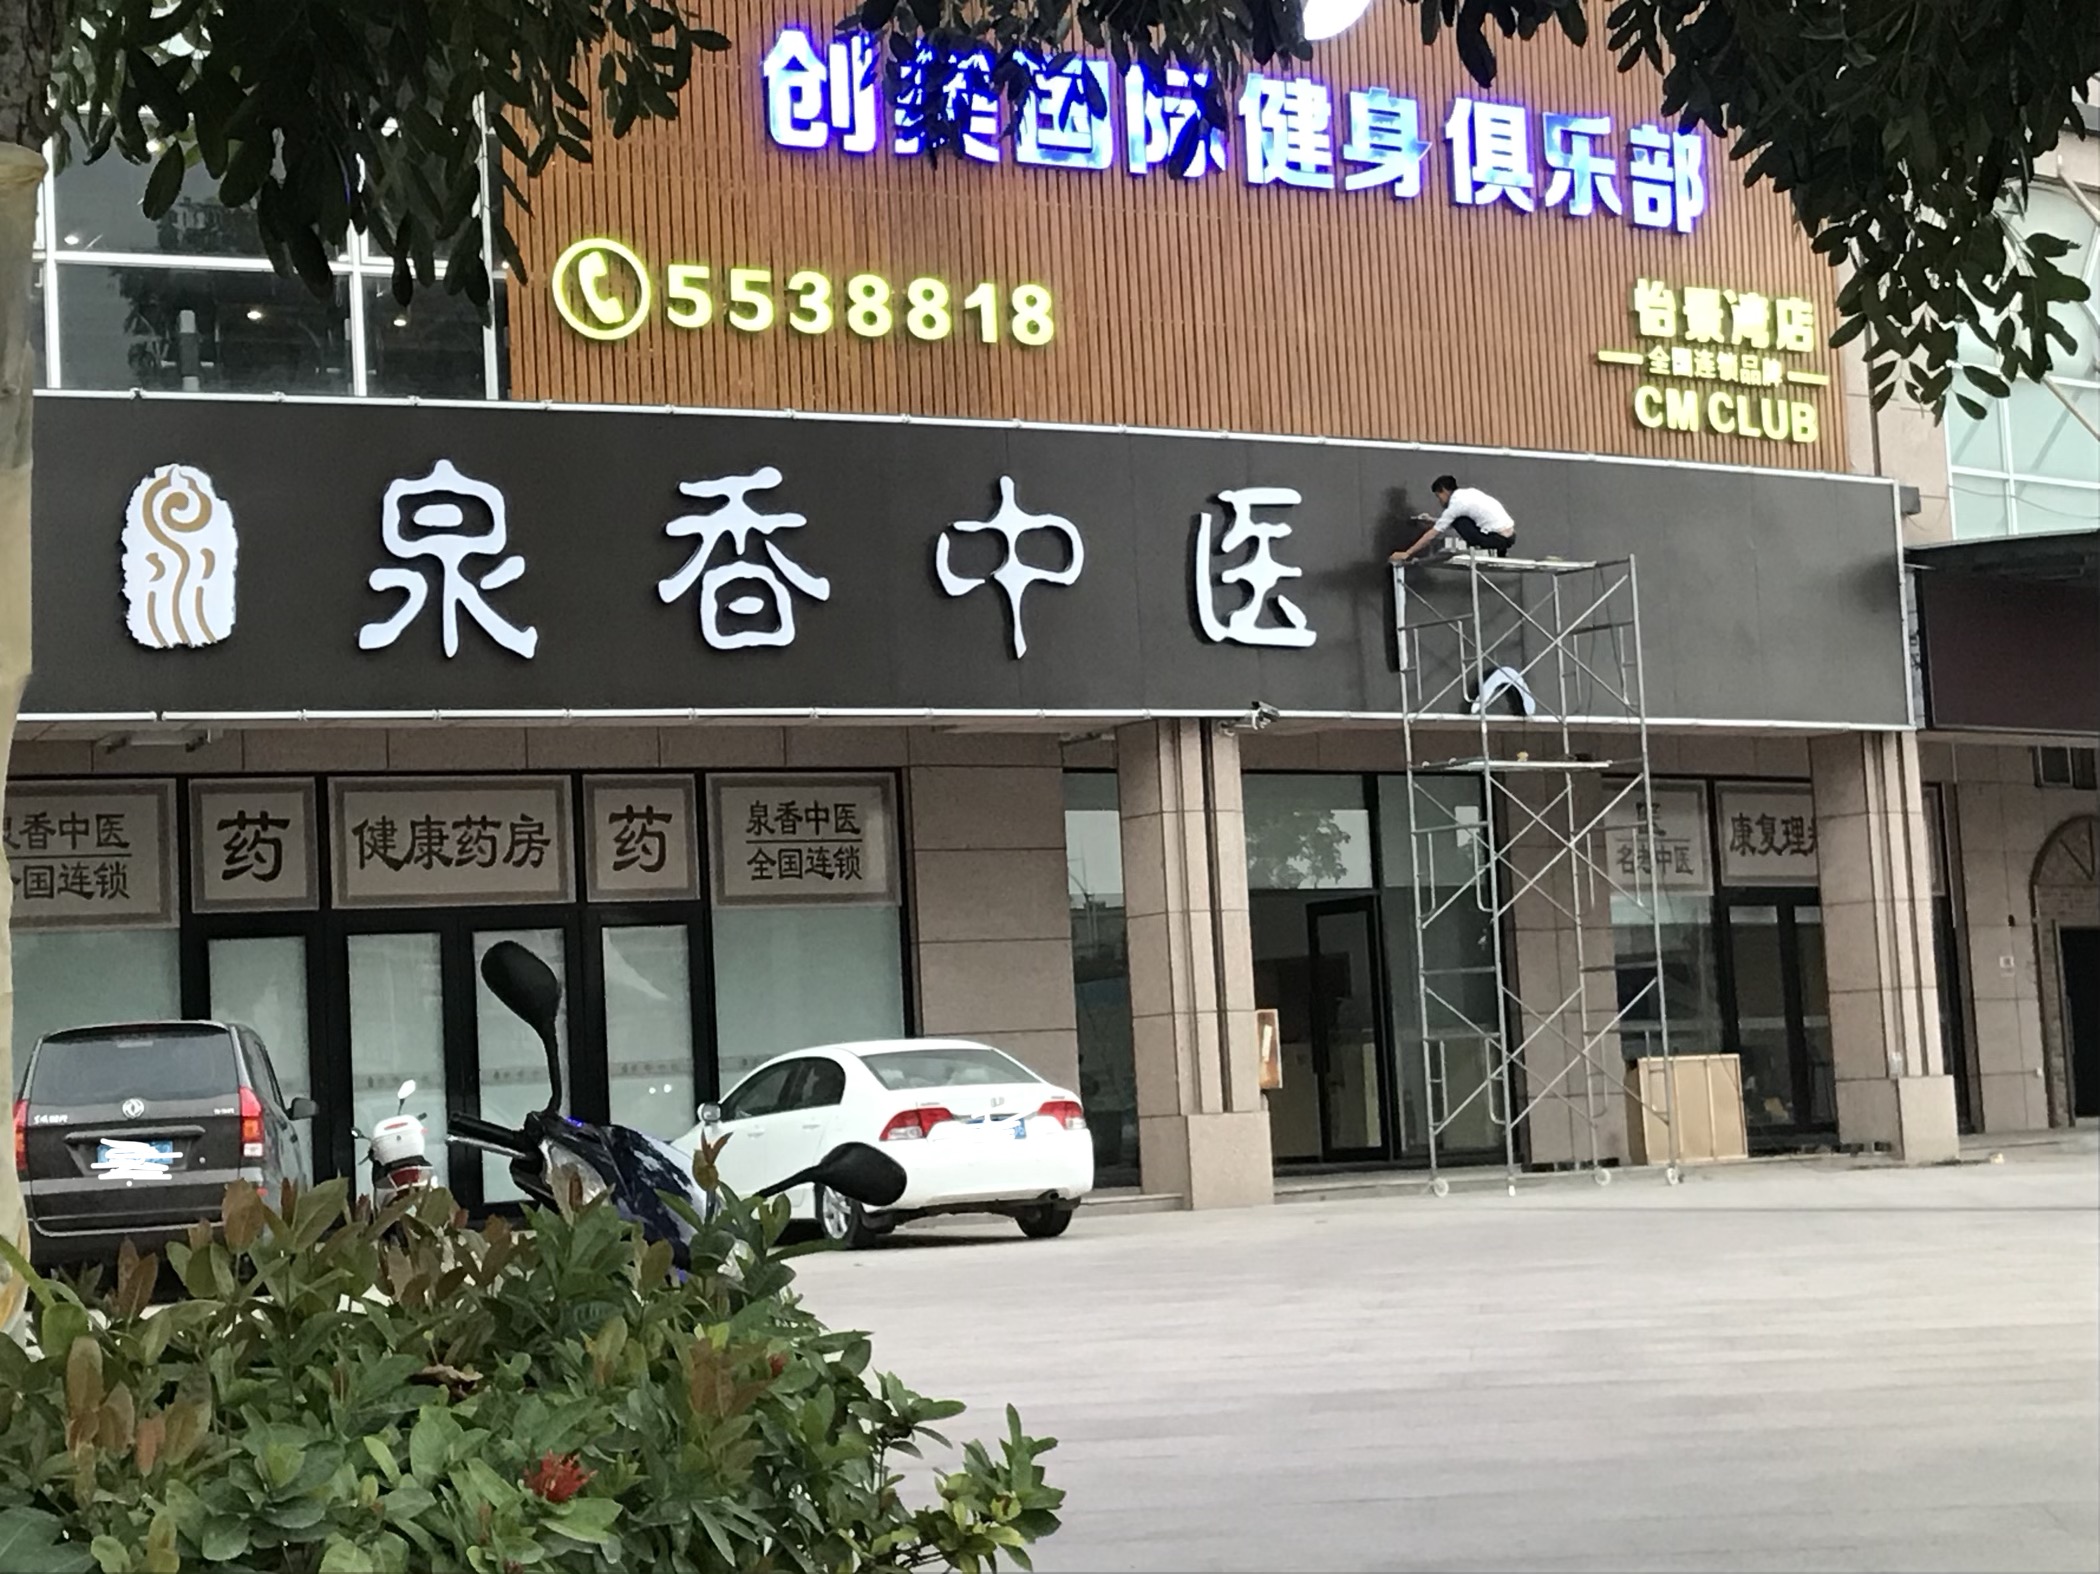 创美国际健身俱乐部
5538818
怡景湾店
全国连锁品牌
CM CLUB
泉香中医
泉香中医
全国连锁
药
健康药房
药
泉香中医
全国连锁
医
名老中医
康复理